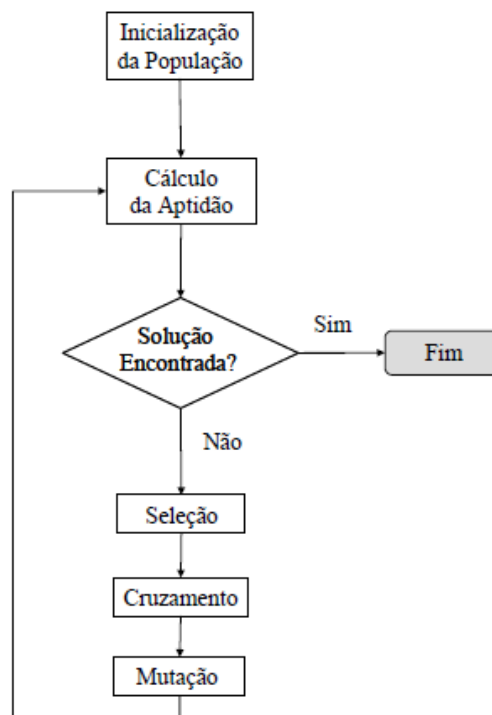 Inicialização
da População
Cálculo
da Aptidão
Solução
Encontrada?
Sim
Fim
Não
Seleção
Cruzamento
Mutação